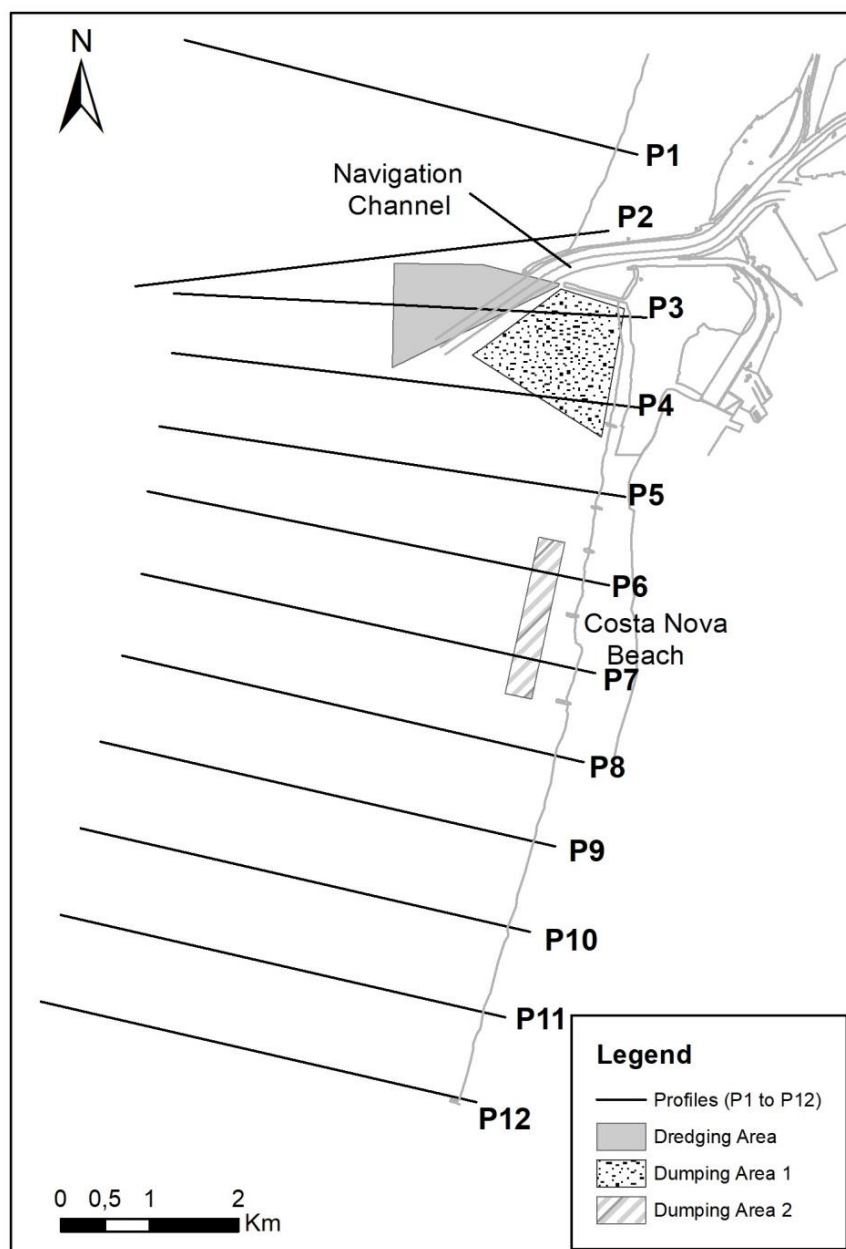 N
P1
Navigation
Channel
P2
P3
P4
P5
P6
Costa Nova
Beach
P7
P8
P9
P10
P11
P12
Legend
Profiles (P1 to P12)
Dredging Area
Dumping Area 1
Dumping Area 2
0 0,5 1 2
Km